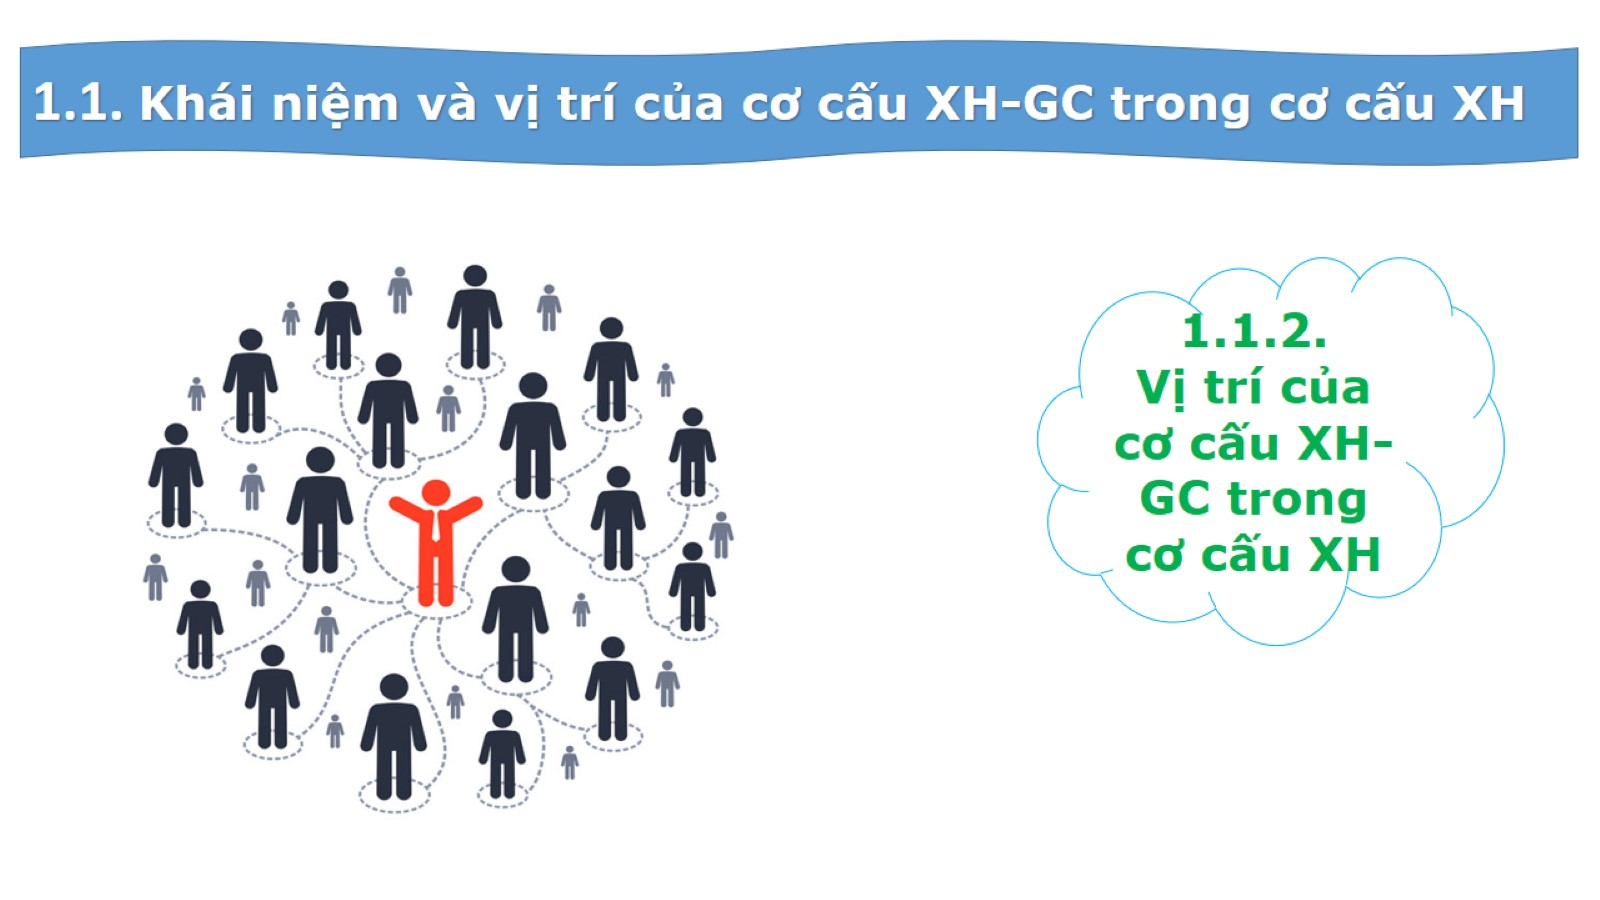 1.1. Khái niệm và vị trí của cơ cấu XH–GC trong cơ cấu XH
1.1.2.
Vị trí của
cơ cấu XH–
GC trong
cơ cấu XH